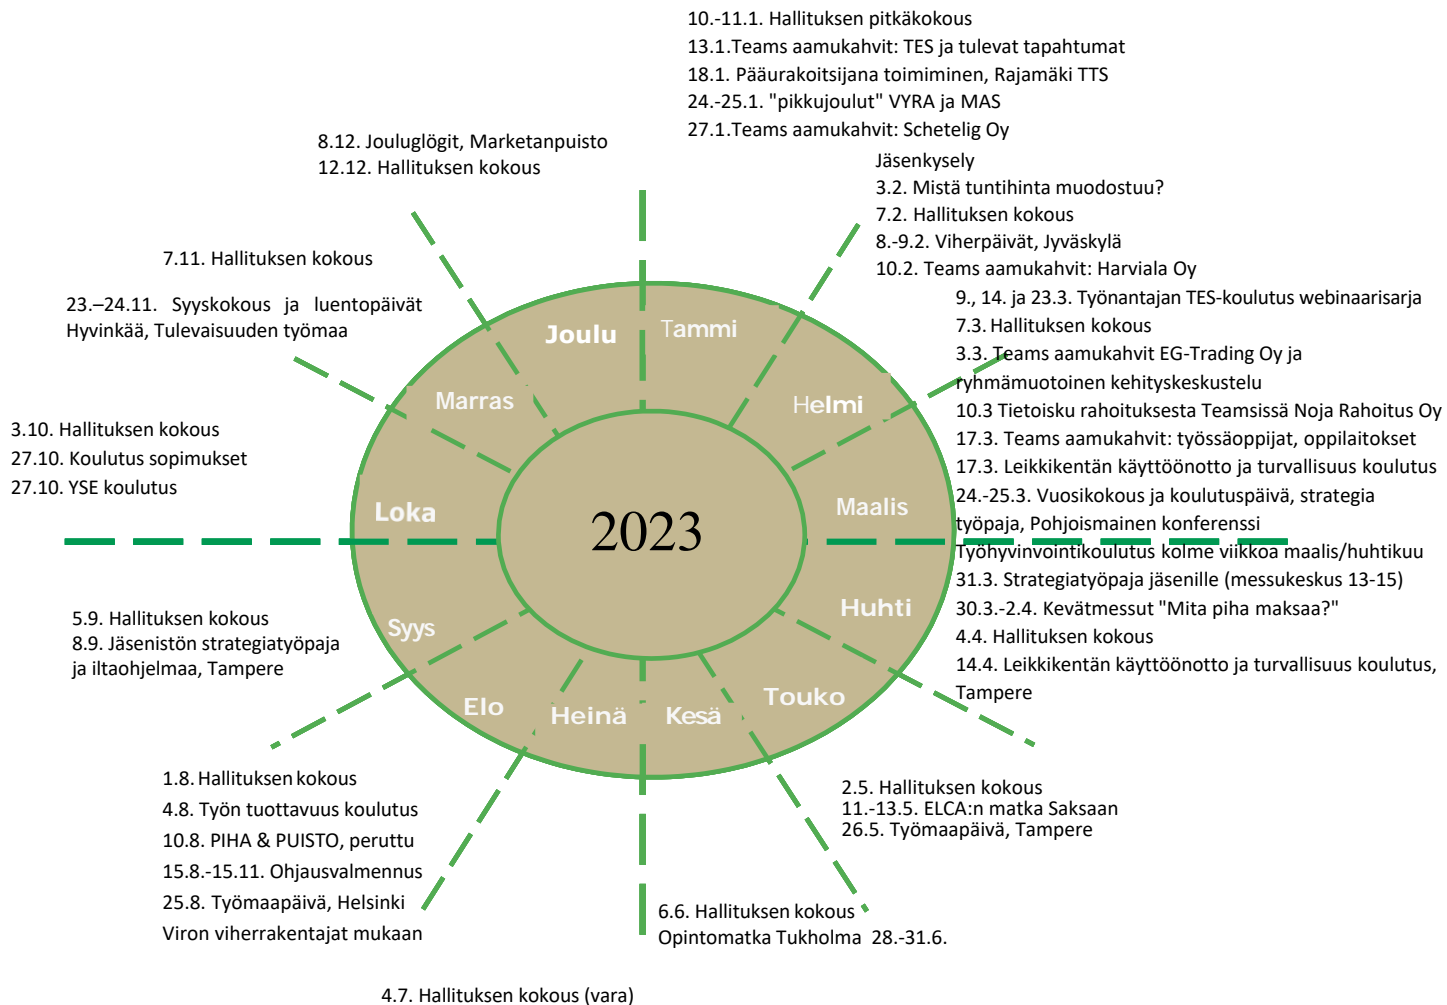 10.-11.1. Hallituksen pitkäkokous
13.1.Teams aamukahvit: TES ja tulevat tapahtumat
18.1. Pääurakoitsijana toimiminen, Rajamäki TTS
24.-25.1. "pikkujoulut" VYRA ja MAS
27.1.Teams aamukahvit: Schetelig Oy
8.12. Jouluglögit, Marketanpuisto
12.12. Hallituksen kokous
Jäsenkysely
3.2. Mistä tuntihinta muodostuu?
7.2. Hallituksen kokous
8.-9.2. Viherpäivät, Jyväskylä
10.2. Teams aamukahvit: Harviala Oy
7.11. Hallituksen kokous
23.–24.11. Syyskokous ja luentopäivät
Hyvinkää, Tulevaisuuden työmaa
9., 14. ja 23.3. Työnantajan TES-koulutus webinaarisarja
7.3. Hallituksen kokous
3.3. Teams aamukahvit EG-Trading Oy ja
ryhmämuotoinen kehityskeskustelu
10.3 Tietoisku rahoituksesta Teamsissä Noja Rahoitus Oy
17.3. Teams aamukahvit: työssäoppijat, oppilaitokset
17.3. Leikkikentän käyttöönotto ja turvallisuus koulutus
24.-25.3. Vuosikokous ja koulutuspäivä, strategia
työpaja, Pohjoismainen konferenssi
Työhyvinvointikoulutus kolme viikkoa maalis/huhtikuu
31.3. Strategiatyöpaja jäsenille (messukeskus 13-15)
30.3.-2.4. Kevätmessut "Mita piha maksaa?"
4.4. Hallituksen kokous
14.4. Leikkikentän käyttöönotto ja turvallisuus koulutus,
Tampere
3.10. Hallituksen kokous
27.10. Koulutus sopimukset
27.10. YSE koulutus
Joulu
Tammi
Marras
Helmi
Loka
2023
Maalis
Syys
Huhti
Elo
Heinä
Kesä
Touko
5.9. Hallituksen kokous
8.9. Jäsenistön strategiatyöpaja
ja iltaohjelmaa, Tampere
1.8. Hallituksen kokous
4.8. Työn tuottavuus koulutus
10.8. PIHA & PUISTO, peruttu
15.8.-15.11. Ohjausvalmennus
25.8. Työmaapäivä, Helsinki
Viron viherrakentajat mukaan
2.5. Hallituksen kokous
11.-13.5. ELCA:n matka Saksaan
26.5. Työmaapäivä, Tampere
6.6. Hallituksen kokous
Opintomatka Tukholma 28.-31.6.
4.7. Hallituksen kokous (vara)